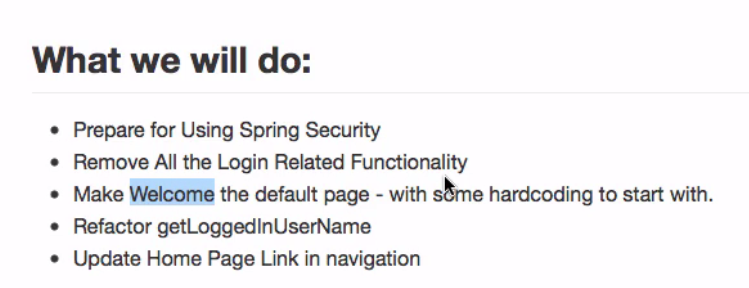 What we will do:
Prepare for Using Spring Security
Remove All the Login Related Functionality
Make Welcome the default page - with some hardcoding to start with.
Refactor getLoggedInUserName
Update Home Page Link in navigation